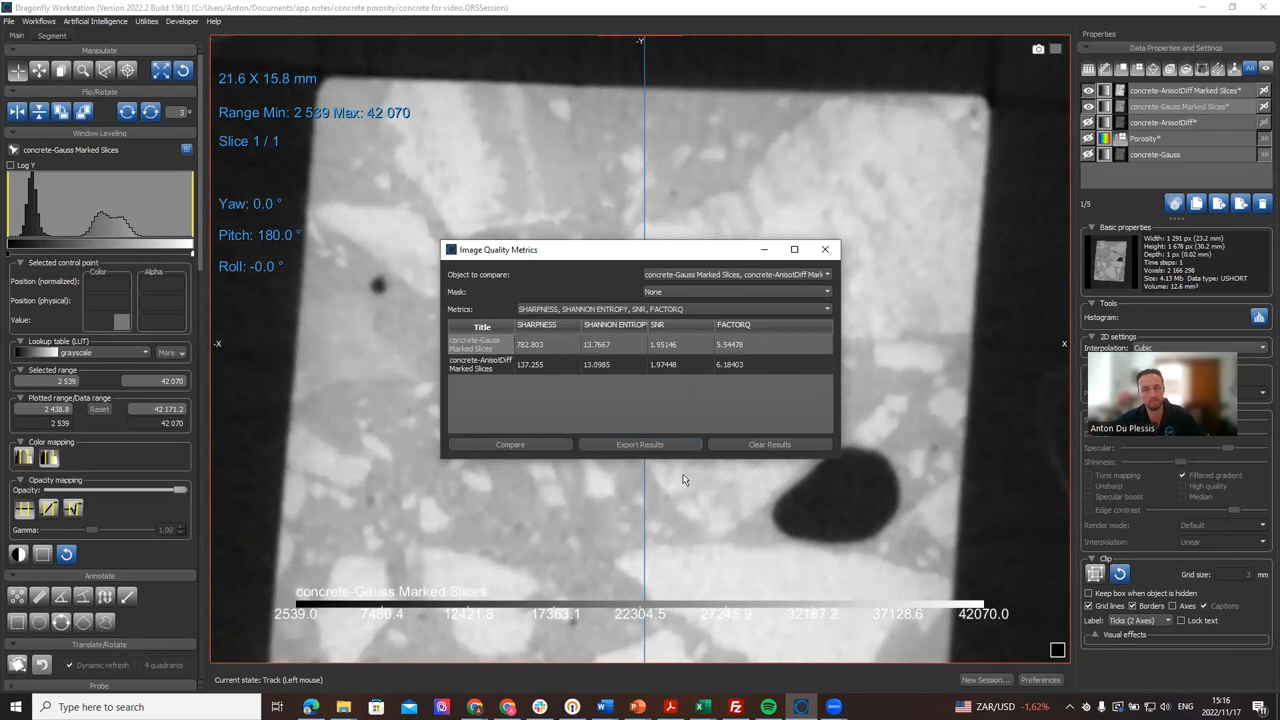 Dragonfly Workstation (Version 2022.2 Build 1361) (C:/Users/Anton/Documents/app notes/concrete porosity/concrete for video.ORSSession)
File Workflows Artificial Intelligence Utilities Developer Help
Main Segment
Manipulate
Flip/Rotate
3
Window Leveling
concrete-Gauss Marked Slices
Log Y
Selected control point
Color Alpha
Position (normalized):
Position (physical):
Value:
Lookup table (LUT)
grayscale More
Selected range
2 539 42 070
Plotted range/Data range
2 438.8 Reset 42 171.2
2 539 42 070
Color mapping
Opacity mapping
Opacity:
Gamma: 1.00
Annotate
Translate/Rotate
Dynamic refresh 4 quadrants
Probe
-Y
21.6 X 15.8 mm
Range Min: 2 539 Max: 42 070
Slice 1 / 1
Yaw: 0.0 °
Pitch: 180.0 °
Roll: -0.0 °
-X
X
Image Quality Metrics
Object to compare: concrete-Gauss Marked Slices, concrete-AnisotDiff Mark
Mask: None
Metrics: SHARPNESS, SHANNON ENTROPY, SNR, FACTORQ
Title SHARPNESS SHANNON ENTROPY SNR FACTORQ
concrete-Gauss Marked Slices 782.803 13.7667 1.95146 5.54478
concrete-AnisotDiff Marked Slices 137.255 13.0985 1.97448 6.18403
Compare Export Results Clear Results
concrete-Gauss Marked Slices
2539.0 7480.4 12421.8 17363.1 22304.5 27245.9 32187.2 37128.6 42070.0
Current state: Track (Left mouse)
New Session... Preferences
Properties
Data Properties and Settings
All
concrete-AnisotDiff Marked Slices*
concrete-Gauss Marked Slices*
concrete-AnisotDiff*
Porosity* 3D
concrete-Gauss 3D
1/5
Basic properties
Width: 1 291 px (23.2 mm)
Height: 1 678 px (30.2 mm)
Depth: 1 px (0.02 mm)
Time steps: 1
Voxels: 2 166 298
Size: 4.13 Mb Data type: USHORT
Volume: 12.6 mm³
Tools
Histogram:
2D settings
Interpolation: Cubic
Anton Du Plessis
Specular:
Shininess:
Tone mapping Filtered gradient
Unsharp High quality
Specular boost Median
Edge contrast
Render mode: Default
Interpolation: Linear
Clip
Grid size: 3 mm
Keep box when object is hidden
Grid lines Borders Axes Captions
Label: Ticks (2 Axes) Lock text
Visual effects
Type here to search
ZAR/USD -1,62%
ENG
15:16
2022/11/17